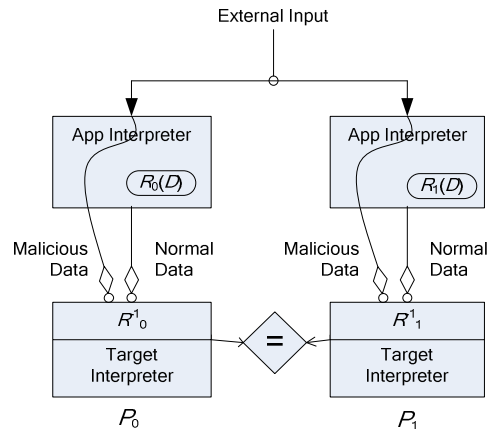 External Input
App Interpreter
App Interpreter
R₀(D)
R₁(D)
Malicious
Data
Normal
Data
Malicious
Data
Normal
Data
R⁻¹₀
R⁻¹₁
=
Target
Interpreter
Target
Interpreter
P₀
P₁